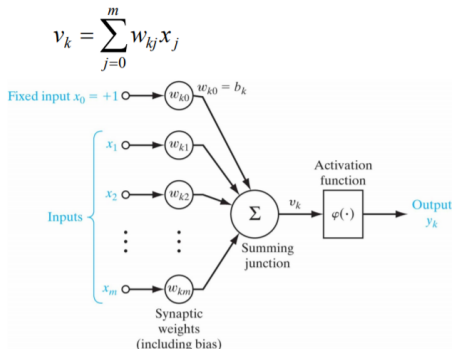 v_k = \sum_{j=0}^{m} w_{kj} x_j
Fixed input x_0 = +1
w_{k0}
w_{k0} = b_k
x_1
w_{k1}
Activation
function
x_2
w_{k2}
Inputs
Σ
v_k
φ(·)
Output
y_k
Summing
junction
x_m
w_{km}
Synaptic
weights
(including bias)